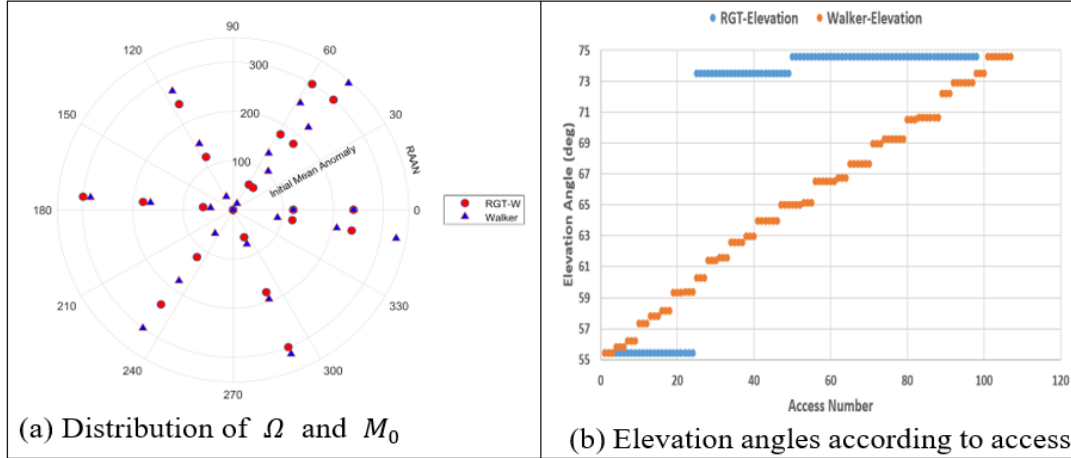 90
120
60
300
150
30
200
100
RAAN
Initial Mean Anomaly
180
0
0
RGT-W
Walker
210
330
240
300
270
(a) Distribution of Ω and M₀
RGT-Elevation Walker-Elevation
75
73
71
69
67
65
63
61
59
57
55
Elevation Angle (deg)
0 20 40 60 80 100 120
Access Number
(b) Elevation angles according to access